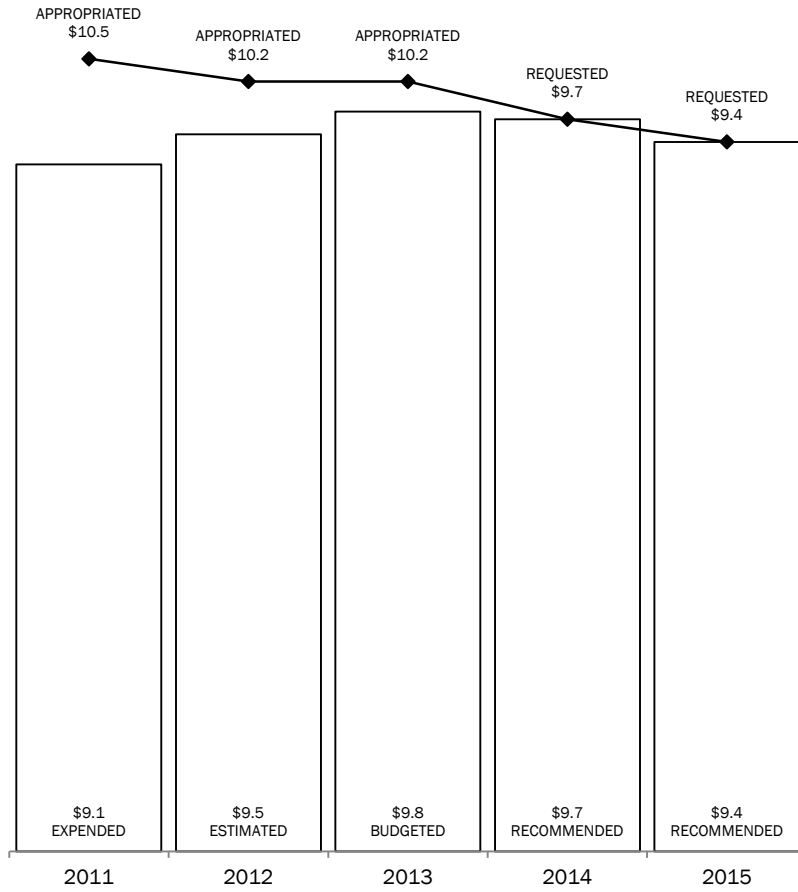 APPROPRIATED
$10.5
APPROPRIATED
$10.2
APPROPRIATED
$10.2
REQUESTED
$9.7
REQUESTED
$9.4
$9.1
EXPENDED
$9.5
ESTIMATED
$9.8
BUDGETED
$9.7
RECOMMENDED
$9.4
RECOMMENDED
2011
2012
2013
2014
2015